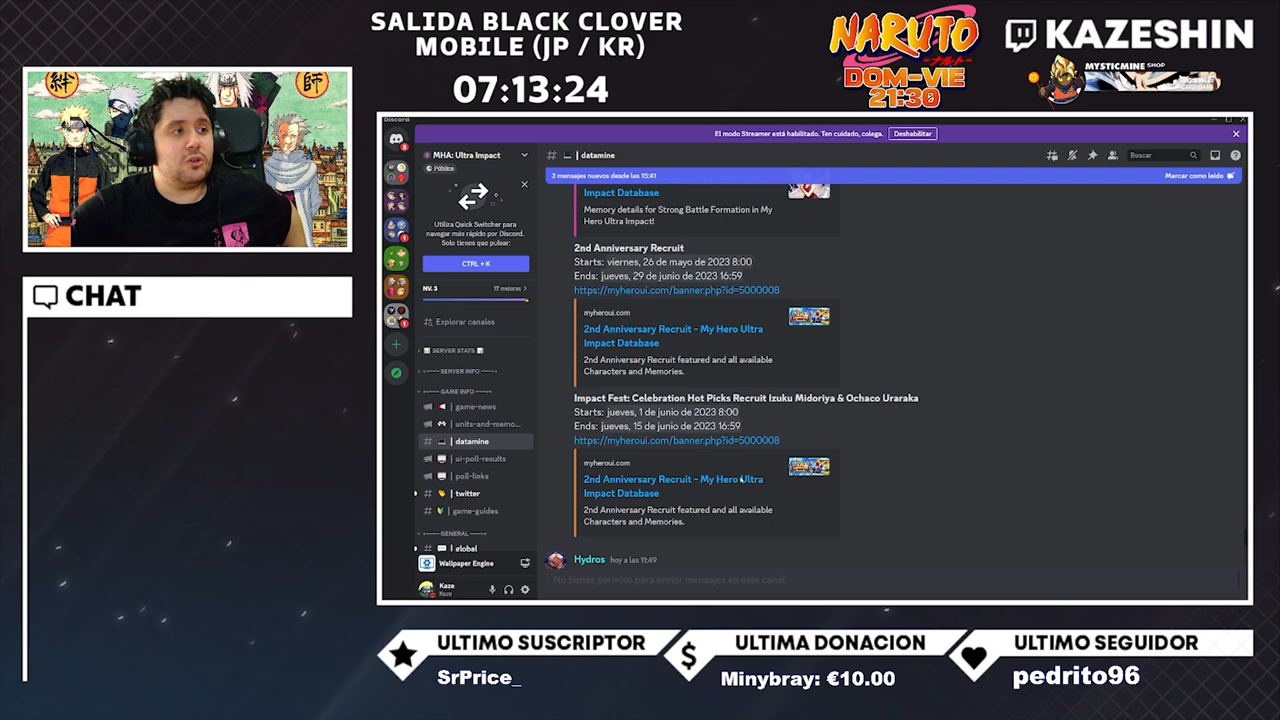 SALIDA BLACK CLOVER
MOBILE (JP / KR)
07:13:24
NARUTO
ナルト
DOM-VIE
21:30
KAZESHIN
MYSTICMINE SHOP
絆
師
CHAT
Discord
El modo Streamer está habilitado. Ten cuidado, colega.
Deshabilitar
MHA: Ultra Impact
Público
Utiliza Quick Switcher para
navegar más rápido por Discord.
Solo tienes que pulsar:
CTRL + K
NV. 3
17 mejoras >
Explorar canales
SERVER STATS
SERVER INFO
GAME INFO
game-news
units-and-memo...
datamine
ui-poll-results
poll-links
twitter
game-guides
GENERAL
global
Wallpaper Engine
Kaze
Kaze
# | datamine
Buscar
3 mensajes nuevos desde las 15:41
Marcar como leído
Impact Database
Memory details for Strong Battle Formation in My
Hero Ultra Impact!
2nd Anniversary Recruit
Starts: viernes, 26 de mayo de 2023 8:00
Ends: jueves, 29 de junio de 2023 16:59
https://myheroui.com/banner.php?id=5000008
myheroui.com
2nd Anniversary Recruit - My Hero Ultra
Impact Database
2nd Anniversary Recruit featured and all available
Characters and Memories.
Impact Fest: Celebration Hot Picks Recruit Izuku Midoriya & Ochaco Uraraka
Starts: jueves, 1 de junio de 2023 8:00
Ends: jueves, 15 de junio de 2023 16:59
https://myheroui.com/banner.php?id=5000008
myheroui.com
2nd Anniversary Recruit - My Hero Ultra
Impact Database
2nd Anniversary Recruit featured and all available
Characters and Memories.
Hydros hoy a las 11:49
No tienes permiso para enviar mensajes en este canal.
ULTIMO SUSCRIPTOR
SrPrice_
ULTIMA DONACION
Minybray: €10.00
ULTIMO SEGUIDOR
pedrito96